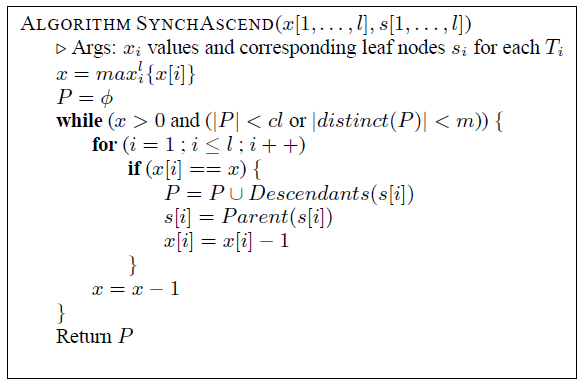 ALGORITHM SYNCHASCEND(x[1, . . . , l], s[1, . . . , l])
▷ Args: xᵢ values and corresponding leaf nodes sᵢ for each Tᵢ
x = maxᵢˡ{x[i]}
P = ϕ
while (x > 0 and (|P| < cl or |distinct(P)| < m)) {
for (i = 1 ; i ≤ l ; i + +)
if (x[i] == x) {
P = P ∪ Descendants(s[i])
s[i] = Parent(s[i])
x[i] = x[i] − 1
}
x = x − 1
}
Return P